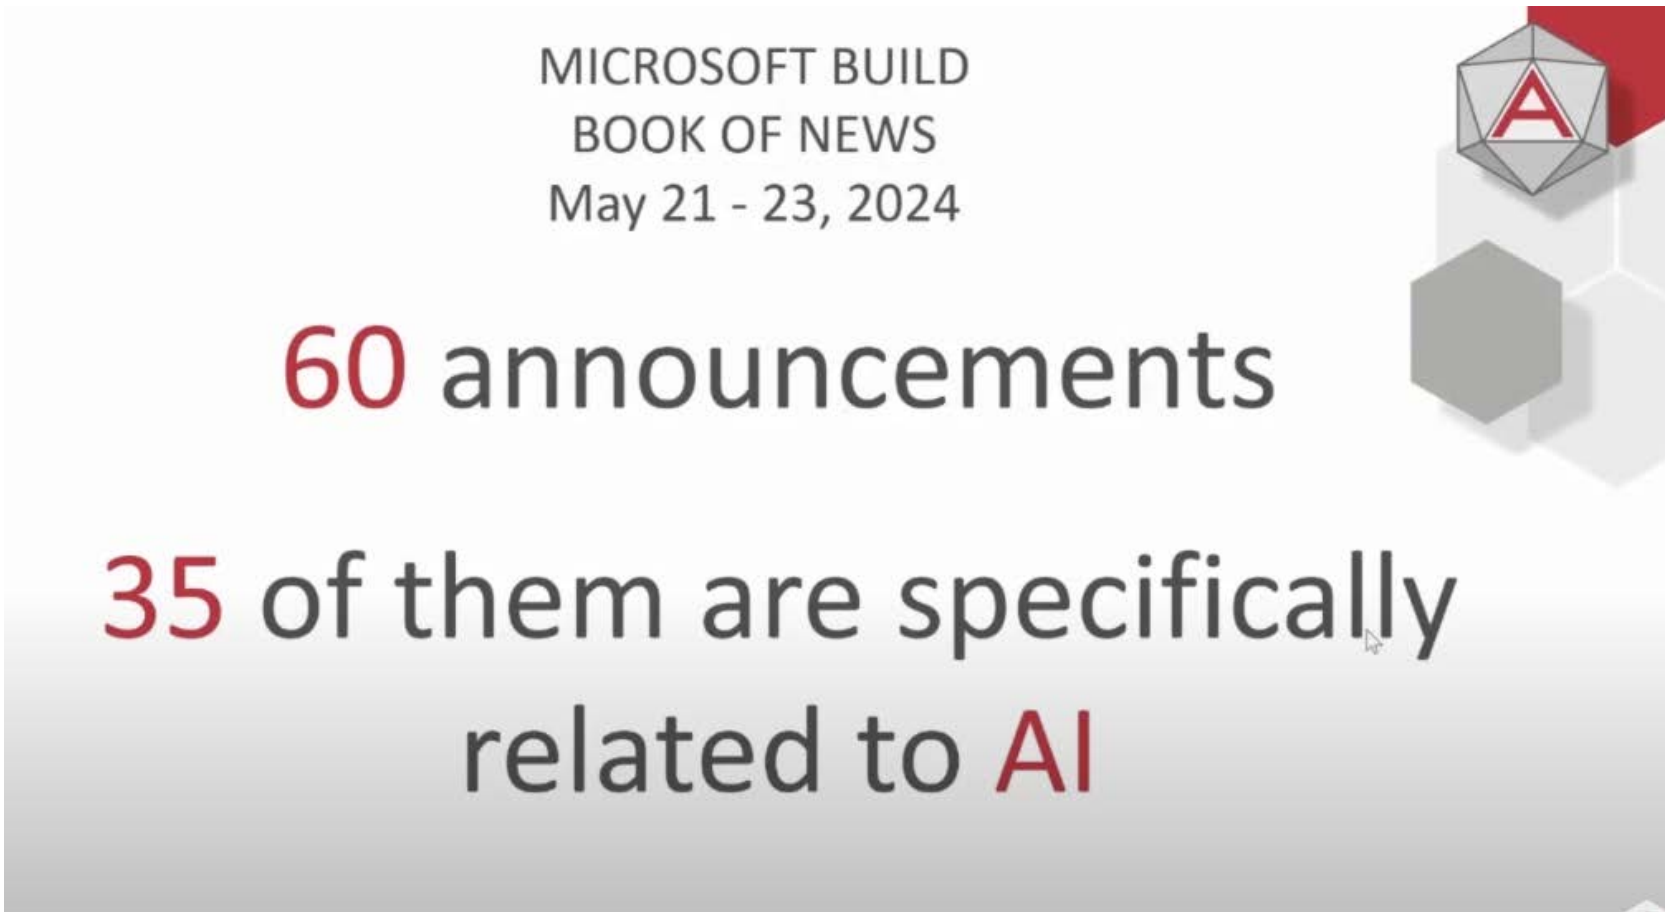 MICROSOFT BUILD
BOOK OF NEWS
May 21 - 23, 2024
A
60 announcements
35 of them are specifically
related to AI